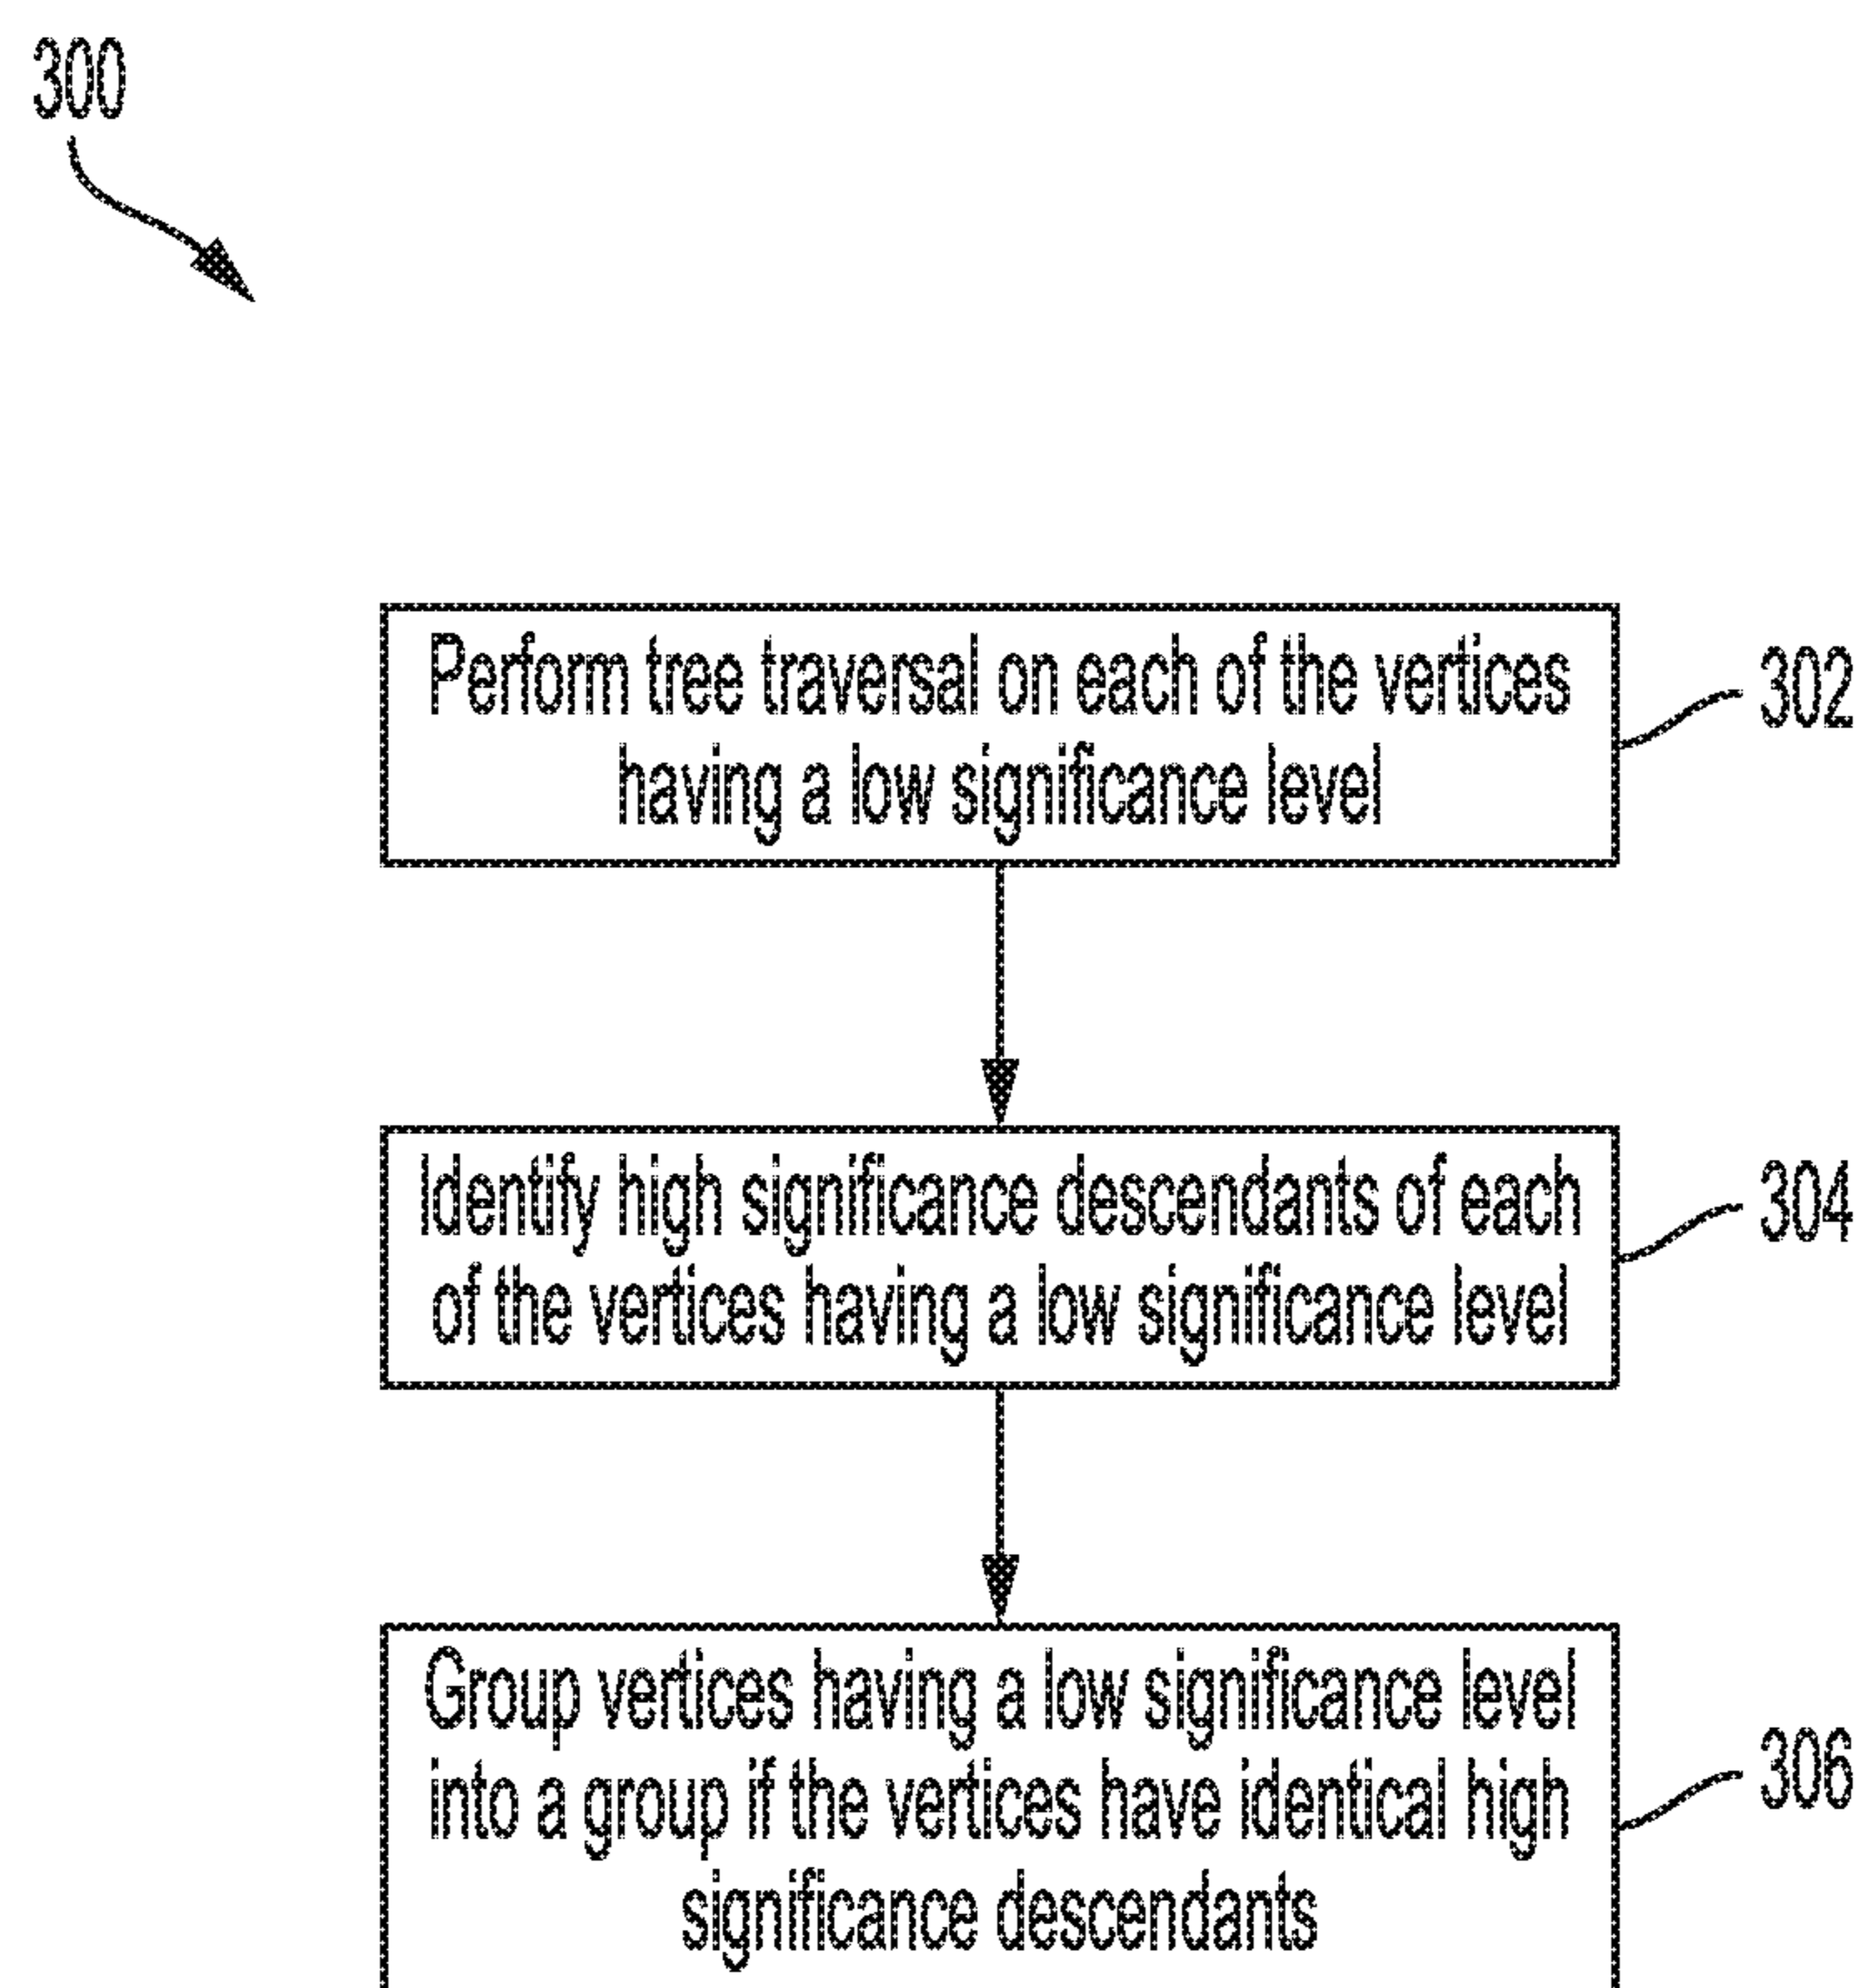 300
Perform tree traversal on each of the vertices
having a low significance level
302
Identify high significance descendants of each
of the vertices having a low significance level
304
Group vertices having a low significance level
into a group if the vertices have identical high
significance descendants
306